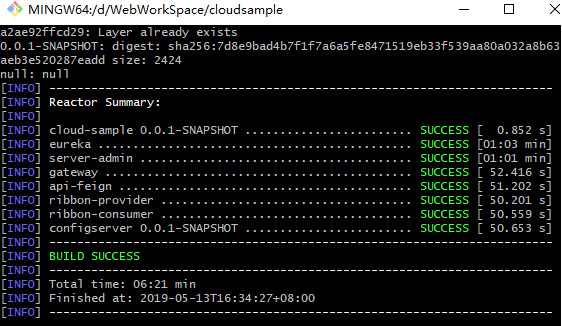 MINGW64:/d/WebWorkSpace/cloudsample
a2ae92ffcd29: Layer already exists
0.0.1-SNAPSHOT: digest: sha256:7d8e9bad4b7f1f7a6a5fe8471519eb33f539aa80a032a8b63
aeb3e520287eadd size: 2424
null: null
[INFO] ------------------------------------------------------------------------
[INFO] Reactor Summary:
[INFO]
[INFO] cloud-sample 0.0.1-SNAPSHOT ........................ SUCCESS [  0.852 s]
[INFO] eureka ............................................. SUCCESS [01:03 min]
[INFO] server-admin ....................................... SUCCESS [01:01 min]
[INFO] gateway ............................................ SUCCESS [ 52.416 s]
[INFO] api-feign .......................................... SUCCESS [ 51.202 s]
[INFO] ribbon-provider .................................... SUCCESS [ 50.201 s]
[INFO] ribbon-consumer .................................... SUCCESS [ 50.559 s]
[INFO] configserver 0.0.1-SNAPSHOT ........................ SUCCESS [ 50.653 s]
[INFO] ------------------------------------------------------------------------
[INFO] BUILD SUCCESS
[INFO] ------------------------------------------------------------------------
[INFO] Total time: 06:21 min
[INFO] Finished at: 2019-05-13T16:34:27+08:00
[INFO] ------------------------------------------------------------------------